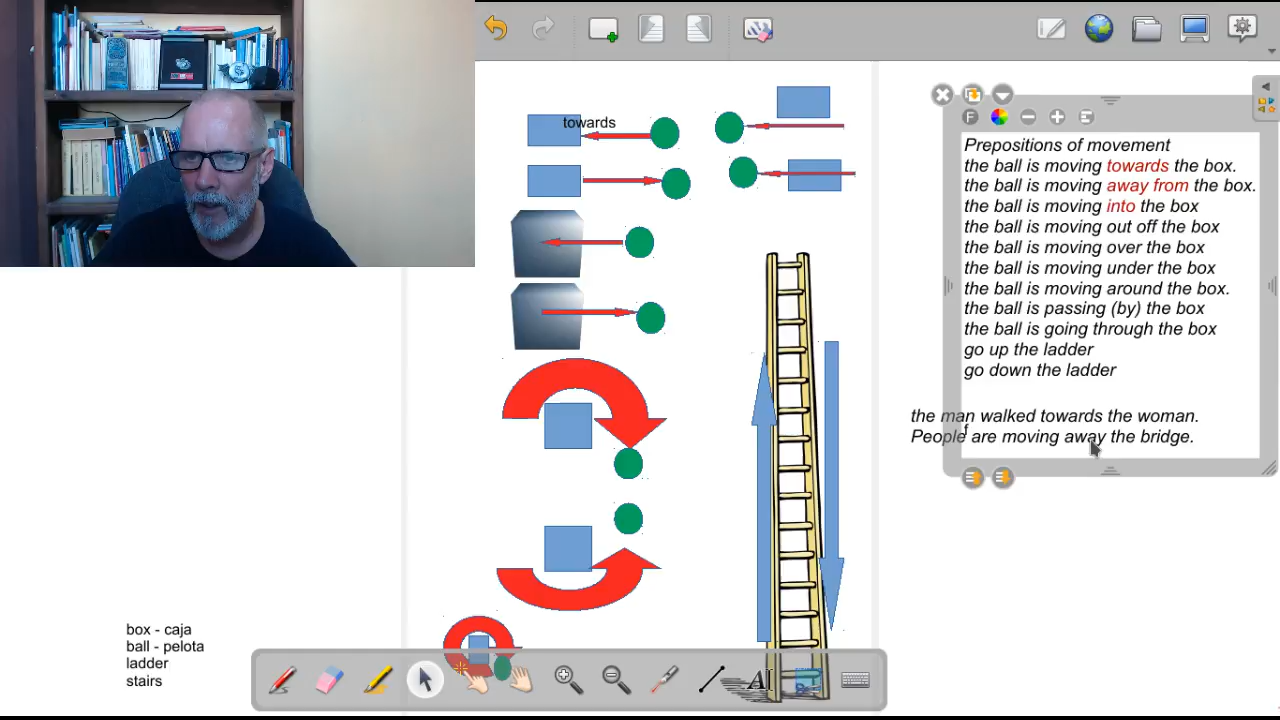 towards
Prepositions of movement
the ball is moving towards the box.
the ball is moving away from the box.
the ball is moving into the box
the ball is moving out off the box
the ball is moving over the box
the ball is moving under the box
the ball is moving around the box.
the ball is passing (by) the box
the ball is going through the box
go up the ladder
go down the ladder
the man walked towards the woman.
People are moving away the bridge.
box - caja
ball - pelota
ladder
stairs